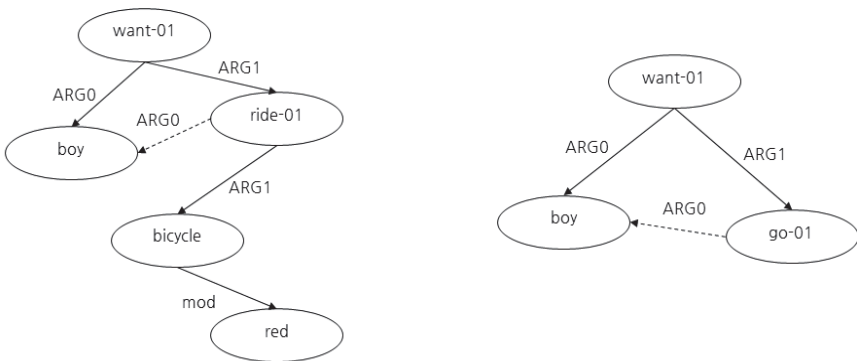 want-01
ARG0
ARG1
ARG0
boy
ride-01
ARG1
bicycle
mod
red
want-01
ARG0
ARG1
ARG0
boy
go-01